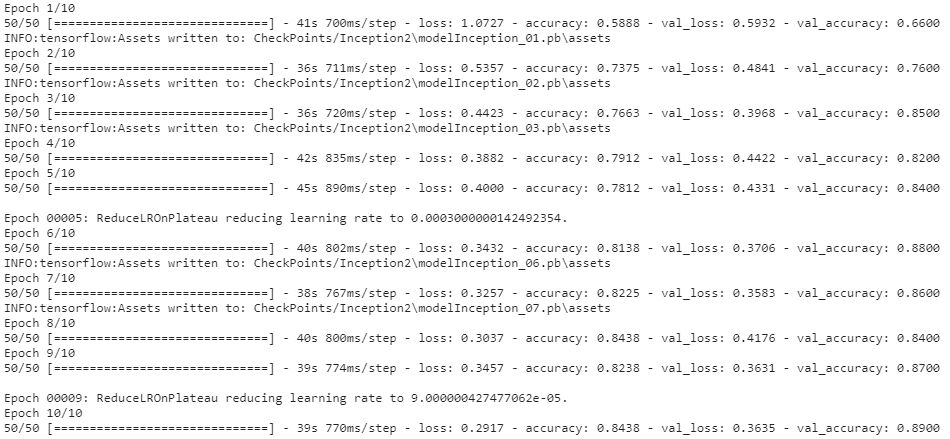 Epoch 1/10
50/50 [==============================] - 41s 700ms/step - loss: 1.0727 - accuracy: 0.5888 - val_loss: 0.5932 - val_accuracy: 0.6600
INFO:tensorflow:Assets written to: CheckPoints/Inception2\modelInception_01.pb\assets
Epoch 2/10
50/50 [==============================] - 36s 711ms/step - loss: 0.5357 - accuracy: 0.7375 - val_loss: 0.4841 - val_accuracy: 0.7600
INFO:tensorflow:Assets written to: CheckPoints/Inception2\modelInception_02.pb\assets
Epoch 3/10
50/50 [==============================] - 36s 720ms/step - loss: 0.4423 - accuracy: 0.7663 - val_loss: 0.3968 - val_accuracy: 0.8500
INFO:tensorflow:Assets written to: CheckPoints/Inception2\modelInception_03.pb\assets
Epoch 4/10
50/50 [==============================] - 42s 835ms/step - loss: 0.3882 - accuracy: 0.7912 - val_loss: 0.4422 - val_accuracy: 0.8200
Epoch 5/10
50/50 [==============================] - 45s 890ms/step - loss: 0.4000 - accuracy: 0.7812 - val_loss: 0.4331 - val_accuracy: 0.8400
Epoch 00005: ReduceLROnPlateau reducing learning rate to 0.0003000000142492354.
Epoch 6/10
50/50 [==============================] - 40s 802ms/step - loss: 0.3432 - accuracy: 0.8138 - val_loss: 0.3706 - val_accuracy: 0.8800
INFO:tensorflow:Assets written to: CheckPoints/Inception2\modelInception_06.pb\assets
Epoch 7/10
50/50 [==============================] - 38s 767ms/step - loss: 0.3257 - accuracy: 0.8225 - val_loss: 0.3583 - val_accuracy: 0.8600
INFO:tensorflow:Assets written to: CheckPoints/Inception2\modelInception_07.pb\assets
Epoch 8/10
50/50 [==============================] - 40s 800ms/step - loss: 0.3037 - accuracy: 0.8438 - val_loss: 0.4176 - val_accuracy: 0.8400
Epoch 9/10
50/50 [==============================] - 39s 774ms/step - loss: 0.3457 - accuracy: 0.8238 - val_loss: 0.3631 - val_accuracy: 0.8700
Epoch 00009: ReduceLROnPlateau reducing learning rate to 9.000000427477062e-05.
Epoch 10/10
50/50 [==============================] - 39s 770ms/step - loss: 0.2917 - accuracy: 0.8438 - val_loss: 0.3635 - val_accuracy: 0.8900